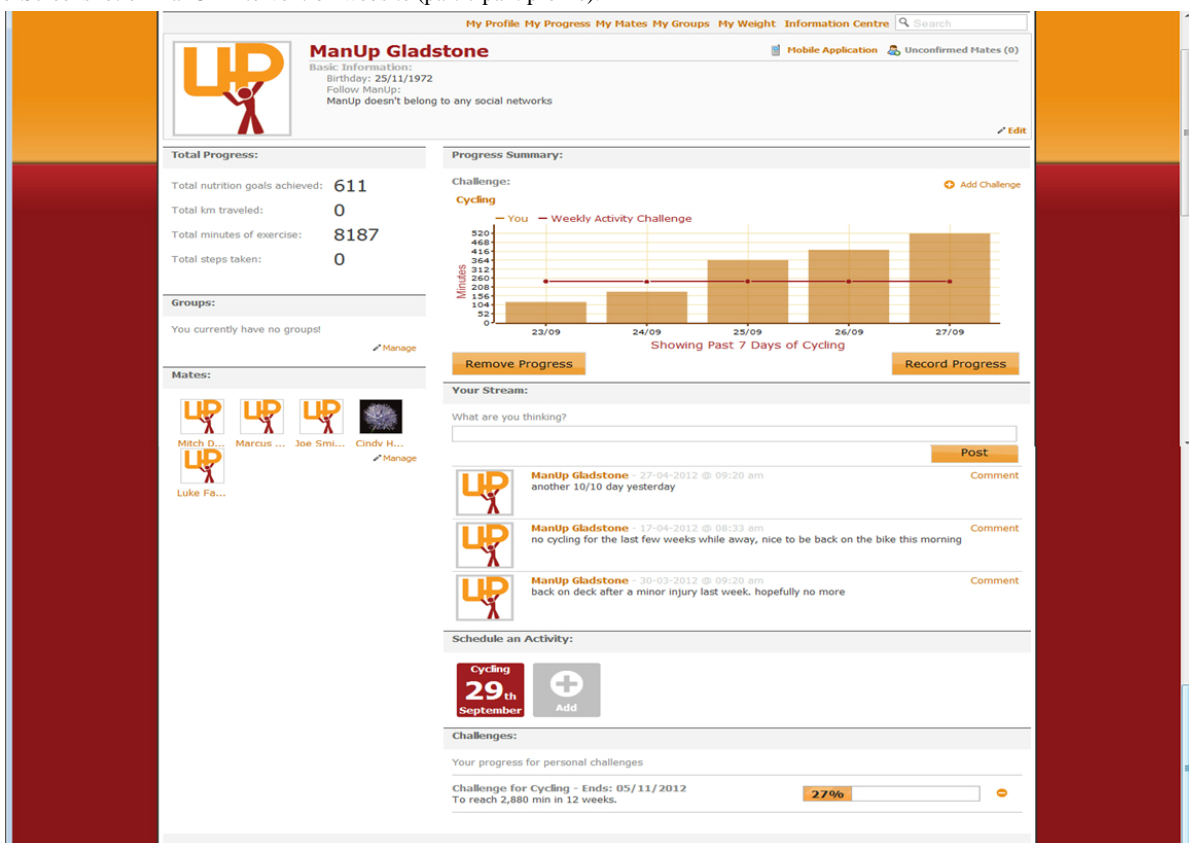 My Profile My Progress My Mates My Groups My Weight Information Centre Search
UP
ManUp Gladstone
Mobile Application Unconfirmed Mates (0)
Basic Information:
Birthday: 25/11/1972
Follow ManUp:
ManUp doesn't belong to any social networks
Edit
Total Progress:
Total nutrition goals achieved: 611
Total km traveled: 0
Total minutes of exercise: 8187
Total steps taken: 0
Groups:
You currently have no groups!
Manage
Mates:
UP UP UP
Mitch D... Marcus ... Joe Smi... Cindy H...
Manage
UP
Luke Fa...
Progress Summary:
Challenge:
Add Challenge
Cycling
You Weekly Activity Challenge
520
468
416
364
312
260
208
156
104
52
0
Minutes
23/09 24/09 25/09 26/09 27/09
Showing Past 7 Days of Cycling
Remove Progress Record Progress
Your Stream:
What are you thinking?
Post
UP
ManUp Gladstone - 27-04-2012 @ 09:20 am Comment
another 10/10 day yesterday
UP
ManUp Gladstone - 17-04-2012 @ 08:33 am Comment
no cycling for the last few weeks while away, nice to be back on the bike this morning
UP
ManUp Gladstone - 30-03-2012 @ 09:20 am Comment
back on deck after a minor injury last week. hopefully no more
Schedule an Activity:
Cycling
29th
September
Add
Challenges:
Your progress for personal challenges
Challenge for Cycling - Ends: 05/11/2012
To reach 2,880 min in 12 weeks.
27%